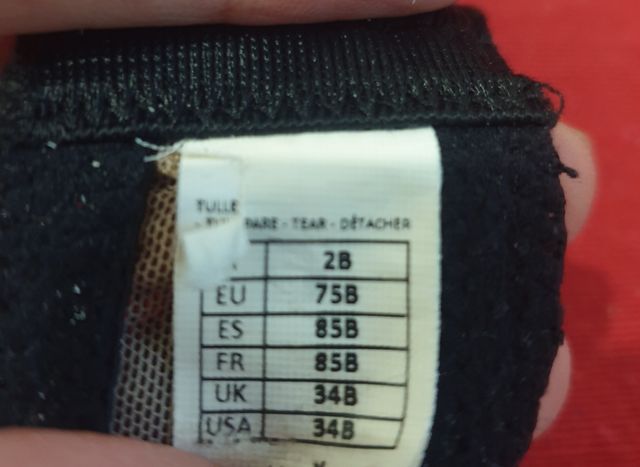 TULLE
- TEAR - DÉTACHER
2B
EU 75B
ES 85B
FR 85B
UK 34B
USA 34B